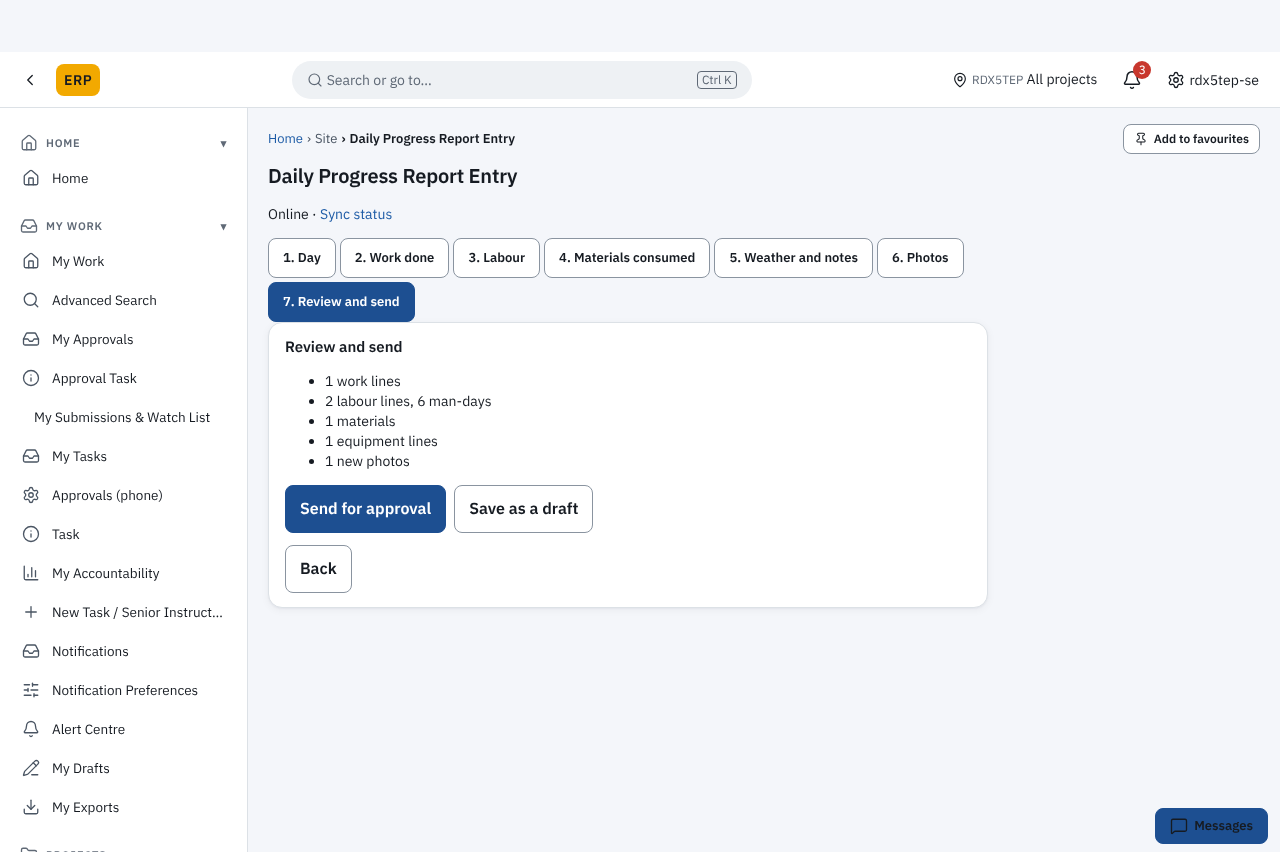 ERP
Search or go to...
Ctrl K
RDX5TEP All projects
3
rdx5tep-se
HOME
Home
MY WORK
My Work
Advanced Search
My Approvals
Approval Task
My Submissions & Watch List
My Tasks
Approvals (phone)
Task
My Accountability
New Task / Senior Instruct...
Notifications
Notification Preferences
Alert Centre
My Drafts
My Exports
Home › Site › Daily Progress Report Entry
Add to favourites
Daily Progress Report Entry
Online · Sync status
1. Day
2. Work done
3. Labour
4. Materials consumed
5. Weather and notes
6. Photos
7. Review and send
Review and send
• 1 work lines
• 2 labour lines, 6 man-days
• 1 materials
• 1 equipment lines
• 1 new photos
Send for approval
Save as a draft
Back
Messages